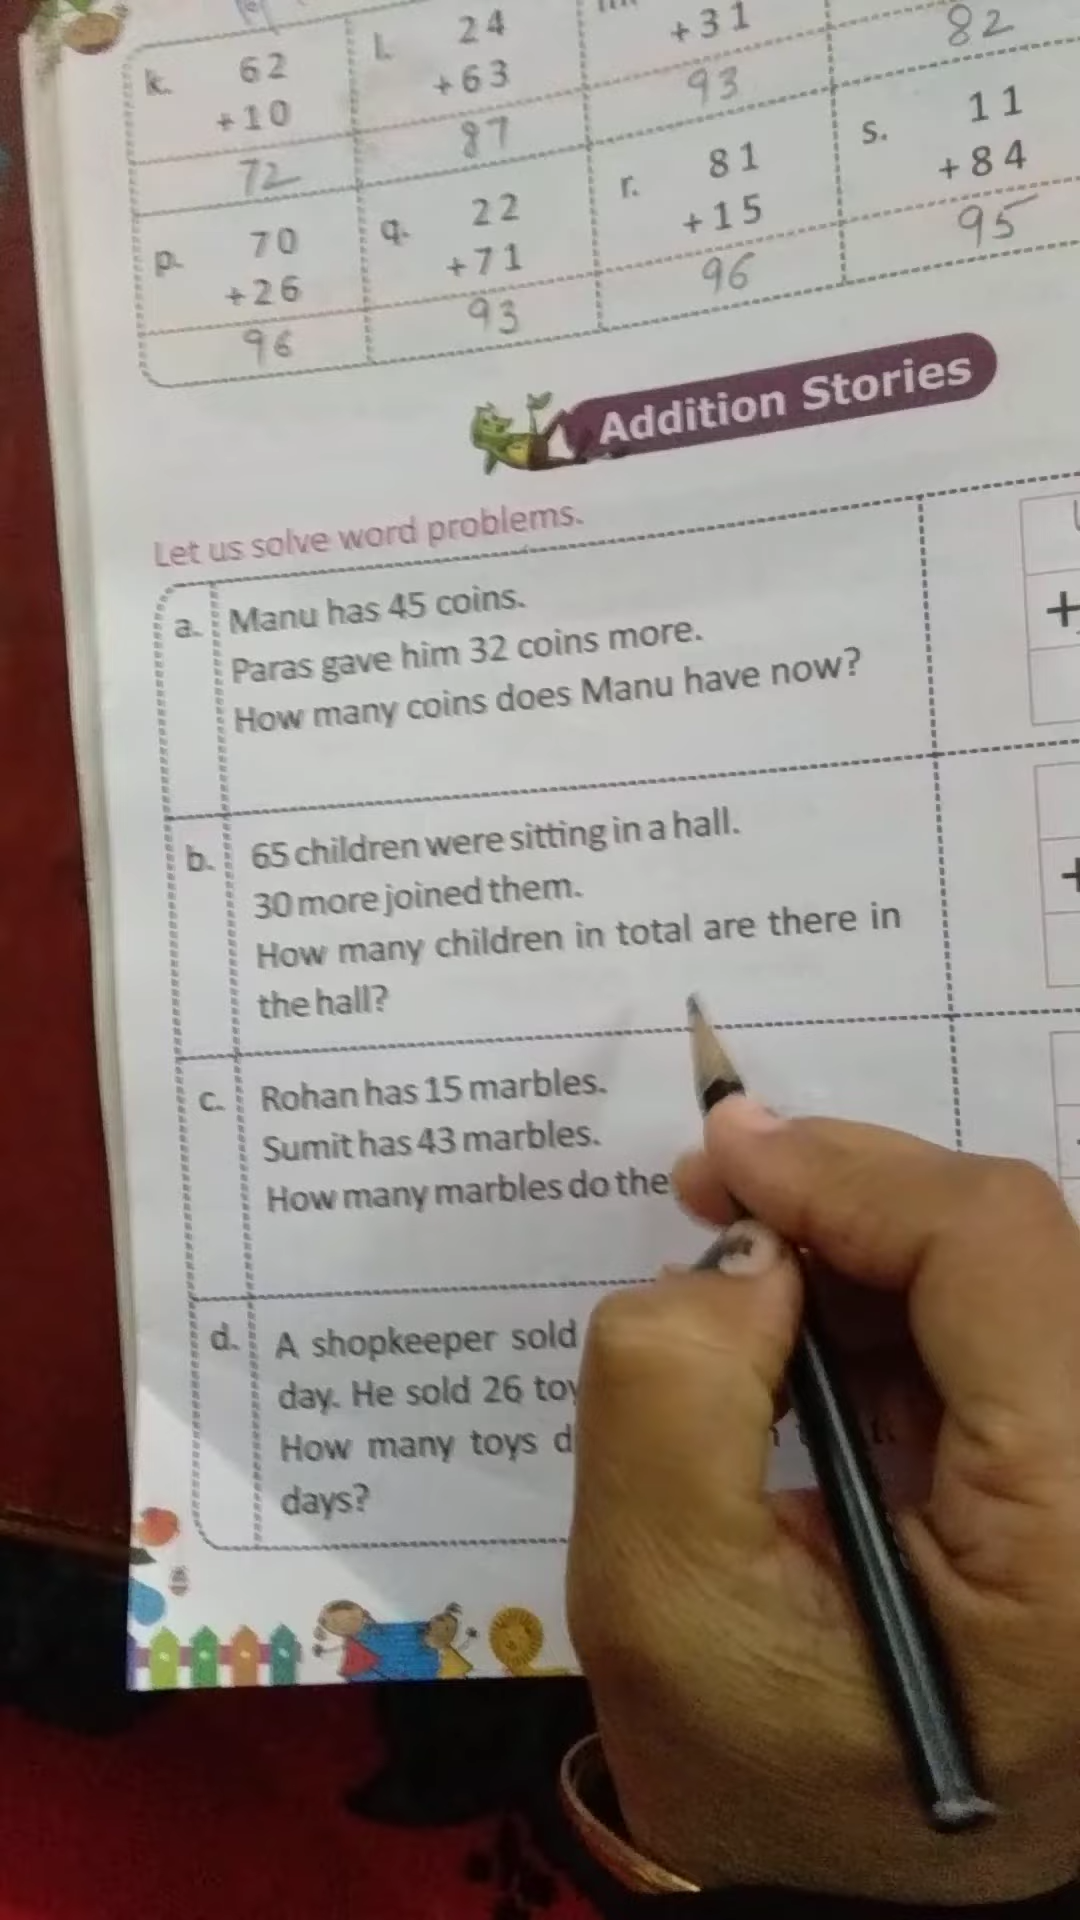 k. 62
+10
72
l. 24
+63
87
+31
93
82
p. 70
+26
96
q. 22
+71
93
r. 81
+15
96
s. 11
+84
95
Addition Stories
Let us solve word problems.
a. Manu has 45 coins.
Paras gave him 32 coins more.
How many coins does Manu have now?
+
b. 65 children were sitting in a hall.
30 more joined them.
How many children in total are there in
the hall?
+
c. Rohan has 15 marbles.
Sumit has 43 marbles.
How many marbles do
d. A shopkeeper sold
day. He sold 26
How many toys
days?